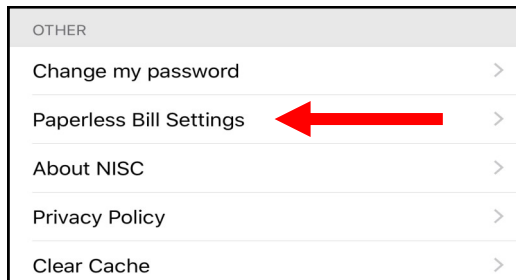 OTHER
Change my password
Paperless Bill Settings
About NISC
Privacy Policy
Clear Cache